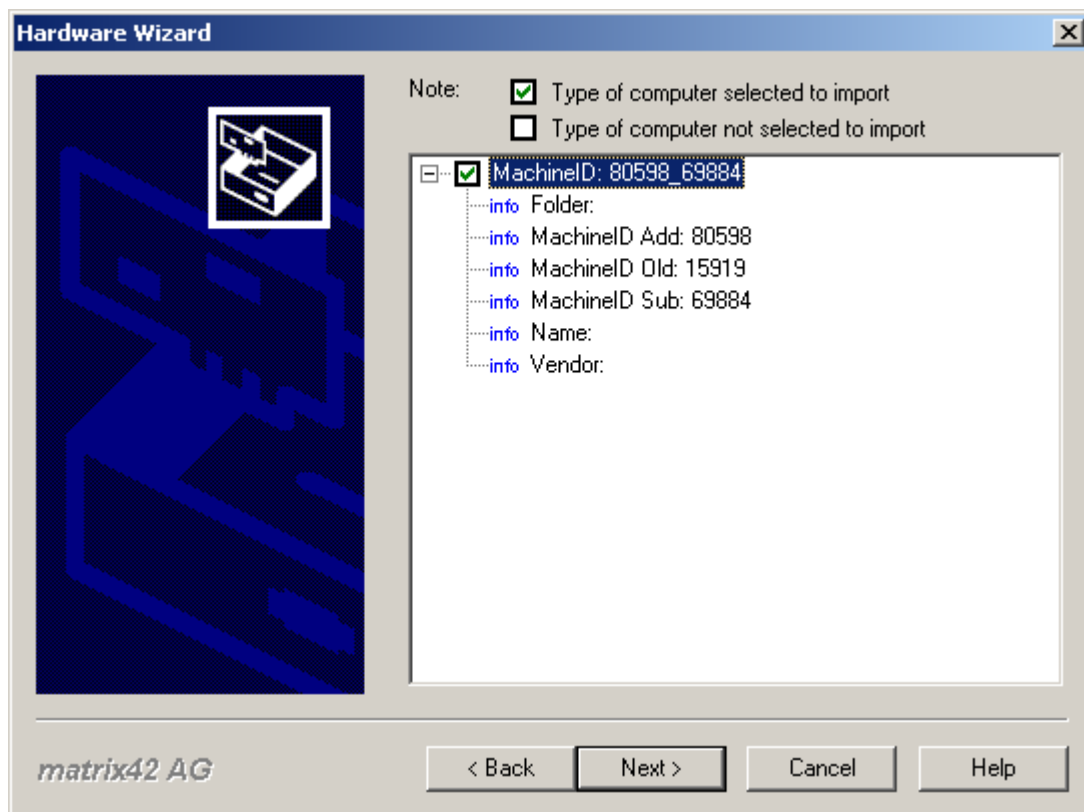 Hardware Wizard
Note:
Type of computer selected to import
Type of computer not selected to import
MachineID: 80598_69884
info Folder:
info MachineID Add: 80598
info MachineID Old: 15919
info MachineID Sub: 69884
info Name:
info Vendor:
matrix42 AG
< Back
Next >
Cancel
Help